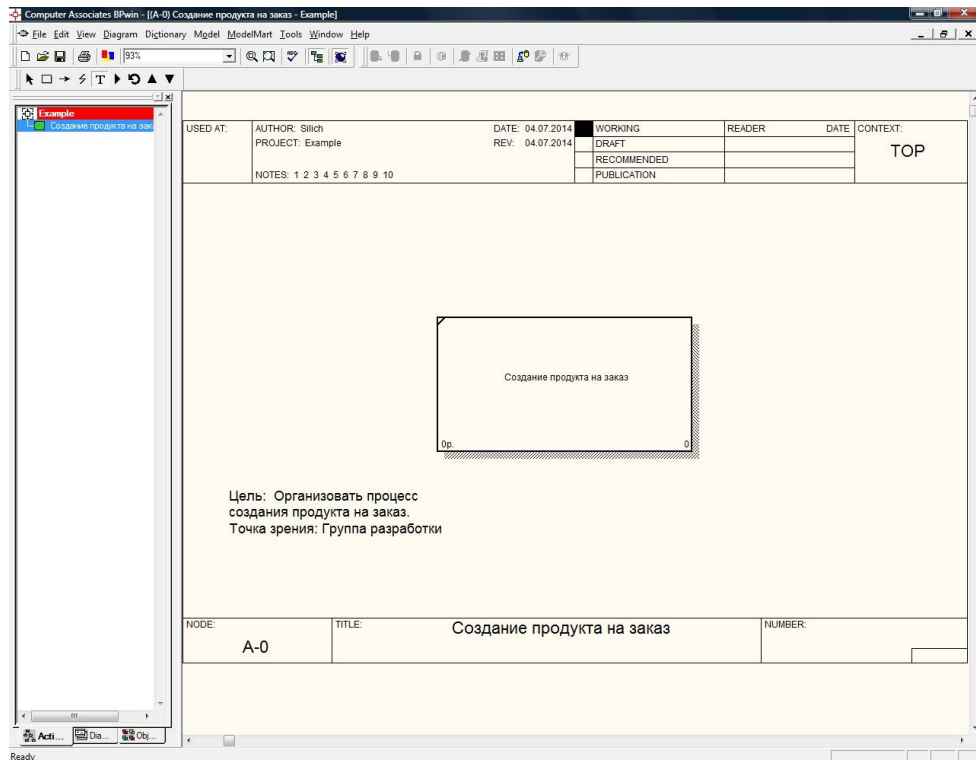 Computer Associates BPwin - [(A-0) Создание продукта на заказ - Example]
File Edit View Diagram Dictionary Model ModelMart Tools Window Help
93%
Example
Создание продукта на зак
USED AT: AUTHOR: Silich DATE: 04.07.2014 WORKING READER DATE CONTEXT:
PROJECT: Example REV: 04.07.2014 DRAFT
TOP
RECOMMENDED
NOTES: 1 2 3 4 5 6 7 8 9 10 PUBLICATION
Создание продукта на заказ
0р. 0
Цель: Организовать процесс
создания продукта на заказ.
Точка зрения: Группа разработки
NODE: TITLE: NUMBER:
Создание продукта на заказ
A-0
Acti... Dia... Obj...
Ready